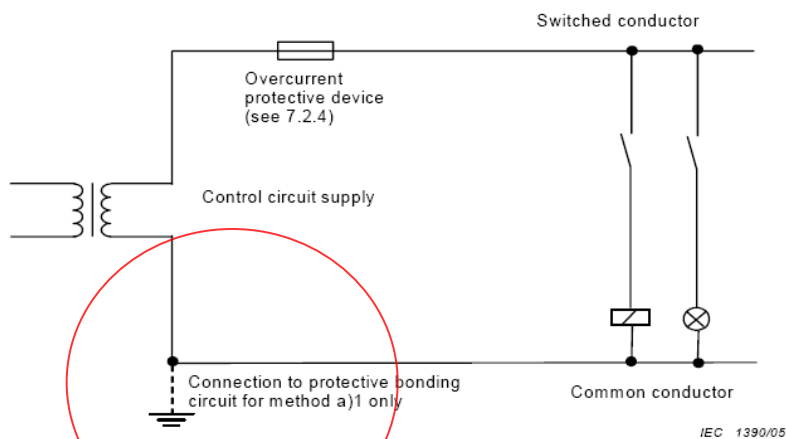 Switched conductor
Overcurrent
protective device
(see 7.2.4)
Control circuit supply
Connection to protective bonding
circuit for method a)1 only
Common conductor
IEC 1390/05